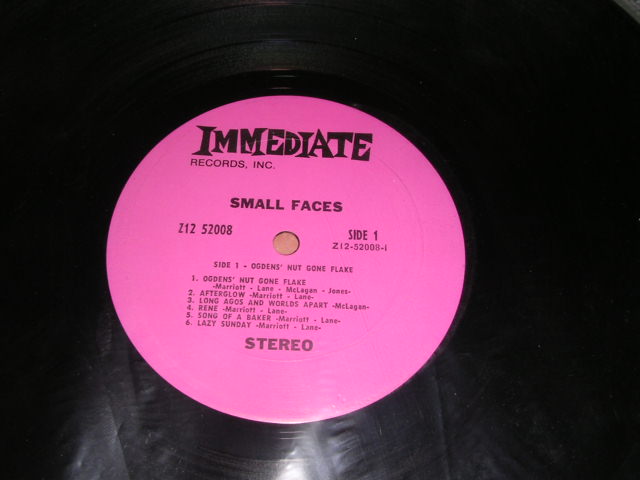 IMMEDIATE
RECORDS, INC.
SMALL FACES
Z12 52008
SIDE 1
Z12-52008-1
SIDE 1 - OGDENS' NUT GONE FLAKE
1. OGDENS' NUT GONE FLAKE
-Marriott - Lane - McLagan - Jones-
2. AFTERGLOW -Marriott - Lane-
3. LONG AGOS AND WORLDS APART -McLagan-
4. RENE -Marriott - Lane-
5. SONG OF A BAKER -Marriott - Lane-
6. LAZY SUNDAY -Marriott - Lane-
STEREO